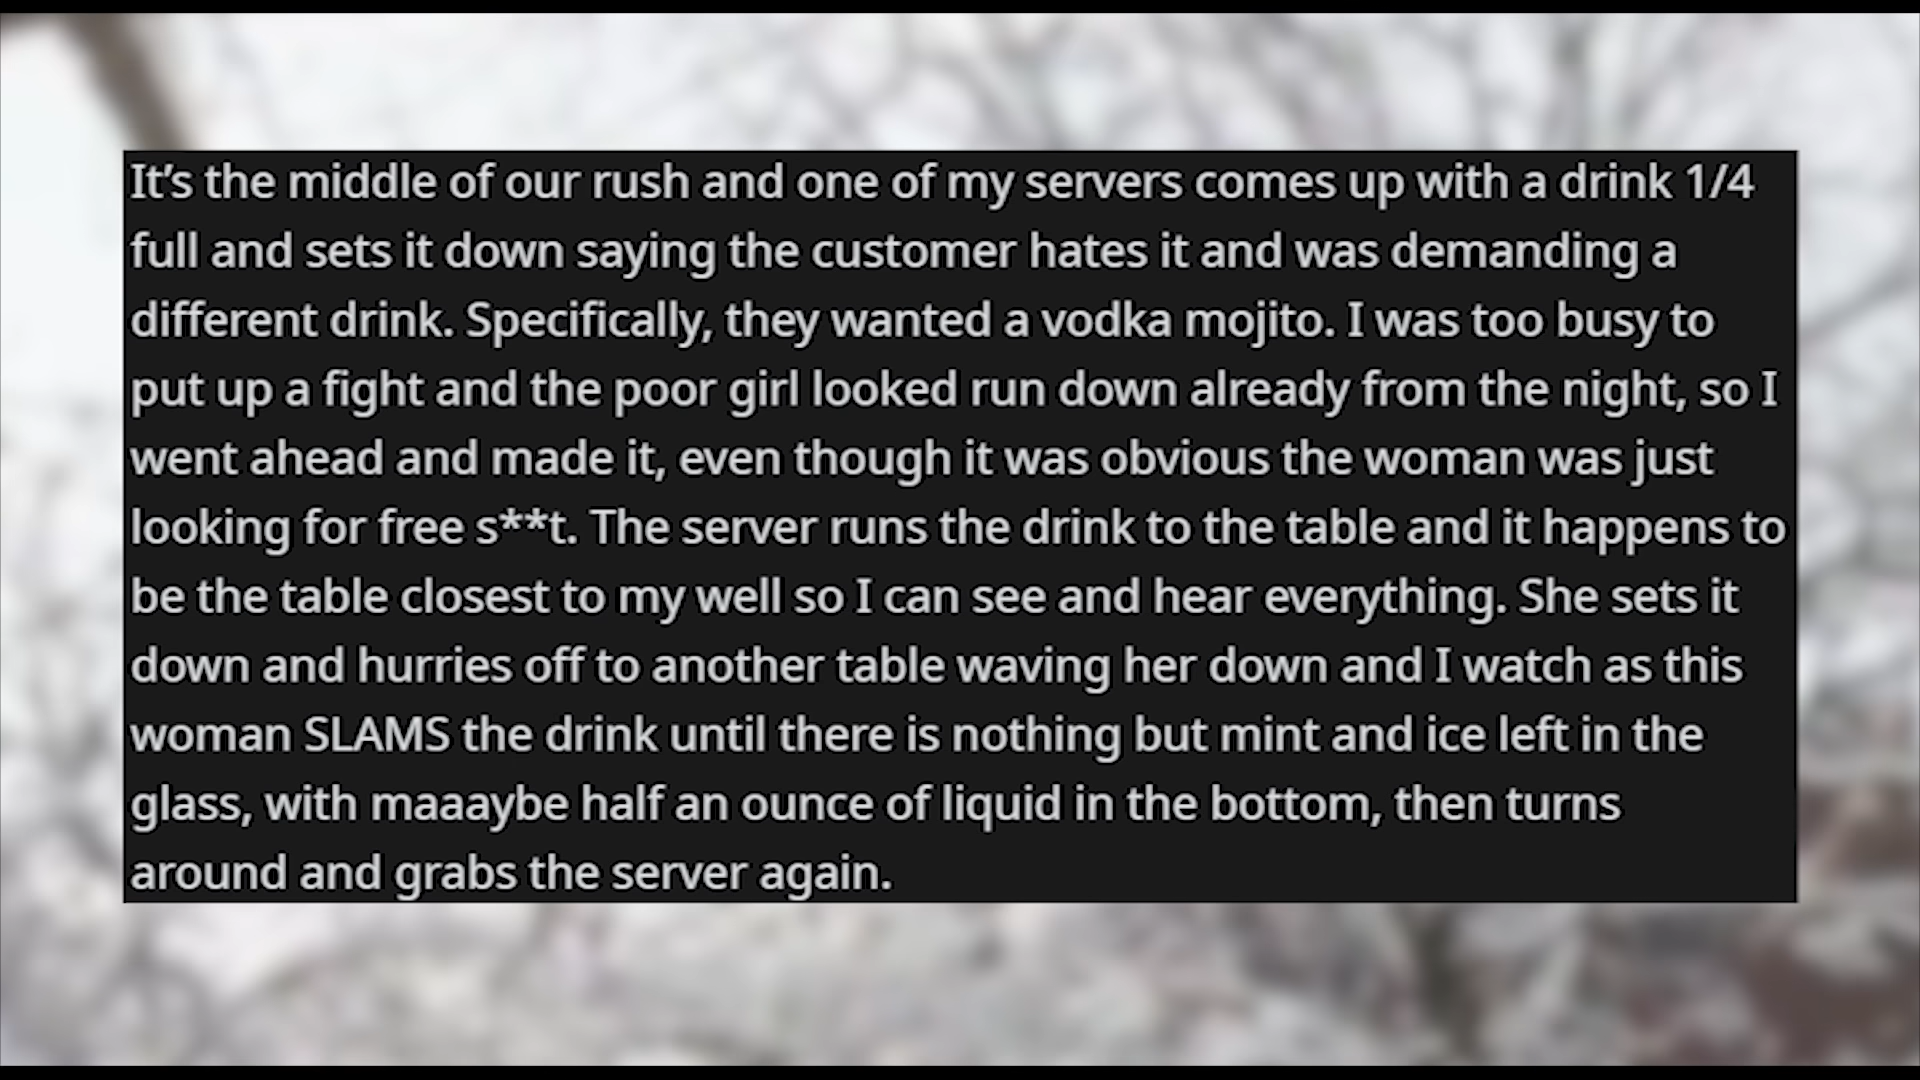 It’s the middle of our rush and one of my servers comes up with a drink 1/4
full and sets it down saying the customer hates it and was demanding a
different drink. Specifically, they wanted a vodka mojito. I was too busy to
put up a fight and the poor girl looked run down already from the night, so I
went ahead and made it, even though it was obvious the woman was just
looking for free s**t. The server runs the drink to the table and it happens to
be the table closest to my well so I can see and hear everything. She sets it
down and hurries off to another table waving her down and I watch as this
woman SLAMS the drink until there is nothing but mint and ice left in the
glass, with maaaybe half an ounce of liquid in the bottom, then turns
around and grabs the server again.